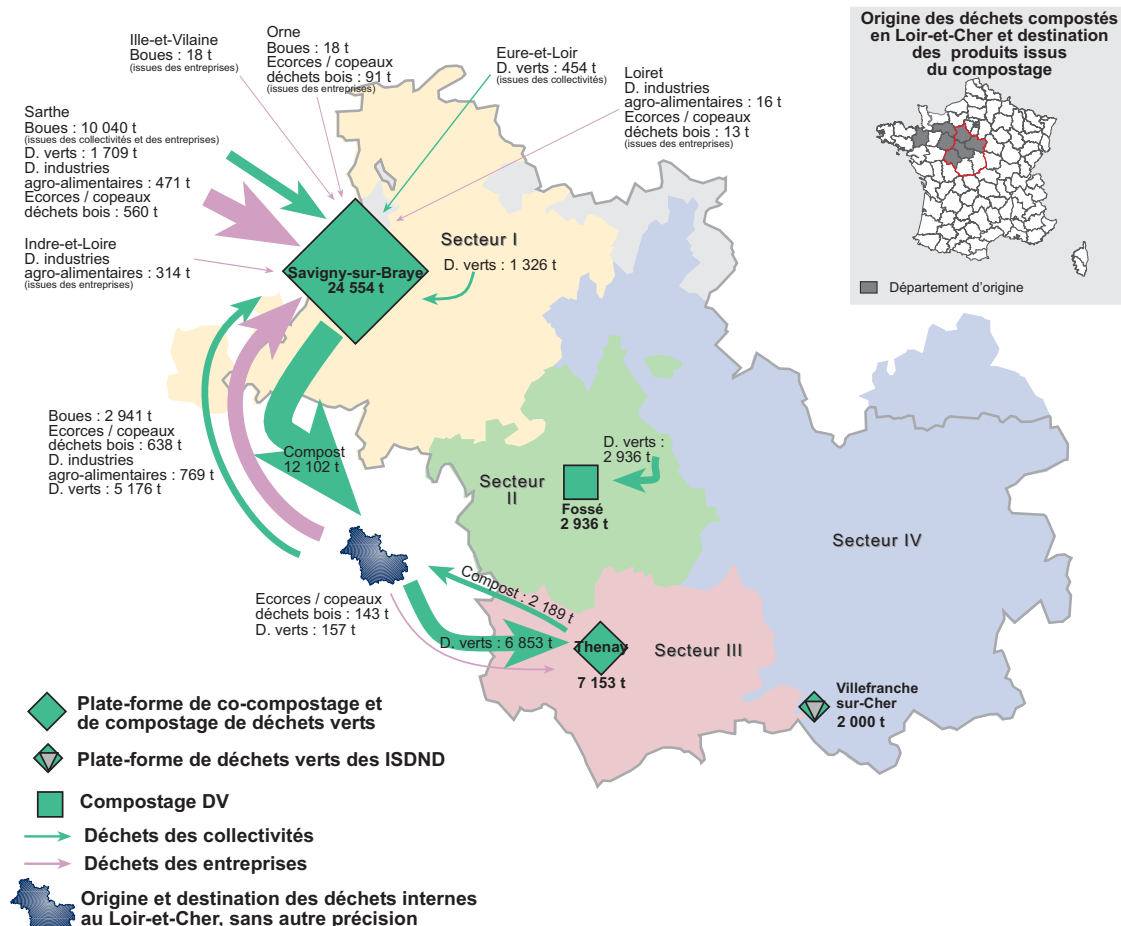 Ille-et-Vilaine
Boues : 18 t
(issues des entreprises)
Orne
Boues : 18 t
Ecorces / copeaux
déchets bois : 91 t
(issues des entreprises)
Eure-et-Loir
D. verts : 454 t
(issues des collectivités)
Loiret
D. industries
agro-alimentaires : 16 t
Ecorces / copeaux
déchets bois : 13 t
(issues des entreprises)
Origine des déchets compostés
en Loir-et-Cher et destination
des produits issus
du compostage
Département d'origine
Sarthe
Boues : 10 040 t
(issues des collectivités et des entreprises)
D. verts : 1 709 t
D. industries
agro-alimentaires : 471 t
Ecorces / copeaux
déchets bois : 560 t
Indre-et-Loire
D. industries
agro-alimentaires : 314 t
(issues des entreprises)
Secteur I
D. verts : 1 326 t
Savigny-sur-Braye
24 554 t
Boues : 2 941 t
Ecorces / copeaux
déchets bois : 638 t
D. industries
agro-alimentaires : 769 t
D. verts : 5 176 t
Compost
12 102 t
D. verts :
2 936 t
Secteur
II
Fossé
2 936 t
Secteur IV
Compost : 2 189 t
Ecorces / copeaux
déchets bois : 143 t
D. verts : 157 t
D. verts : 6 853 t
Thenay
7 153 t
Secteur III
Villefranche
sur-Cher
2 000 t
Plate-forme de co-compostage et
de compostage de déchets verts
Plate-forme de déchets verts des ISDND
Compostage DV
Déchets des collectivités
Déchets des entreprises
Origine et destination des déchets internes
au Loir-et-Cher, sans autre précision